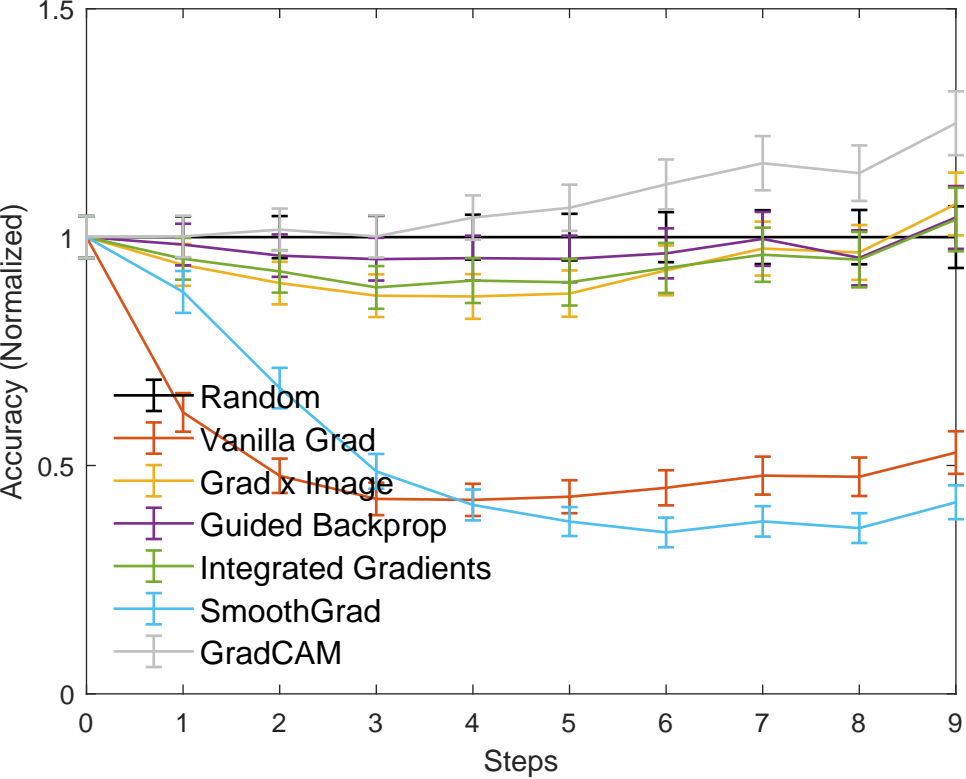 1.5
1
0.5
0
Accuracy (Normalized)
Random
Vanilla Grad
Grad x Image
Guided Backprop
Integrated Gradients
SmoothGrad
GradCAM
0 1 2 3 4 5 6 7 8 9
Steps